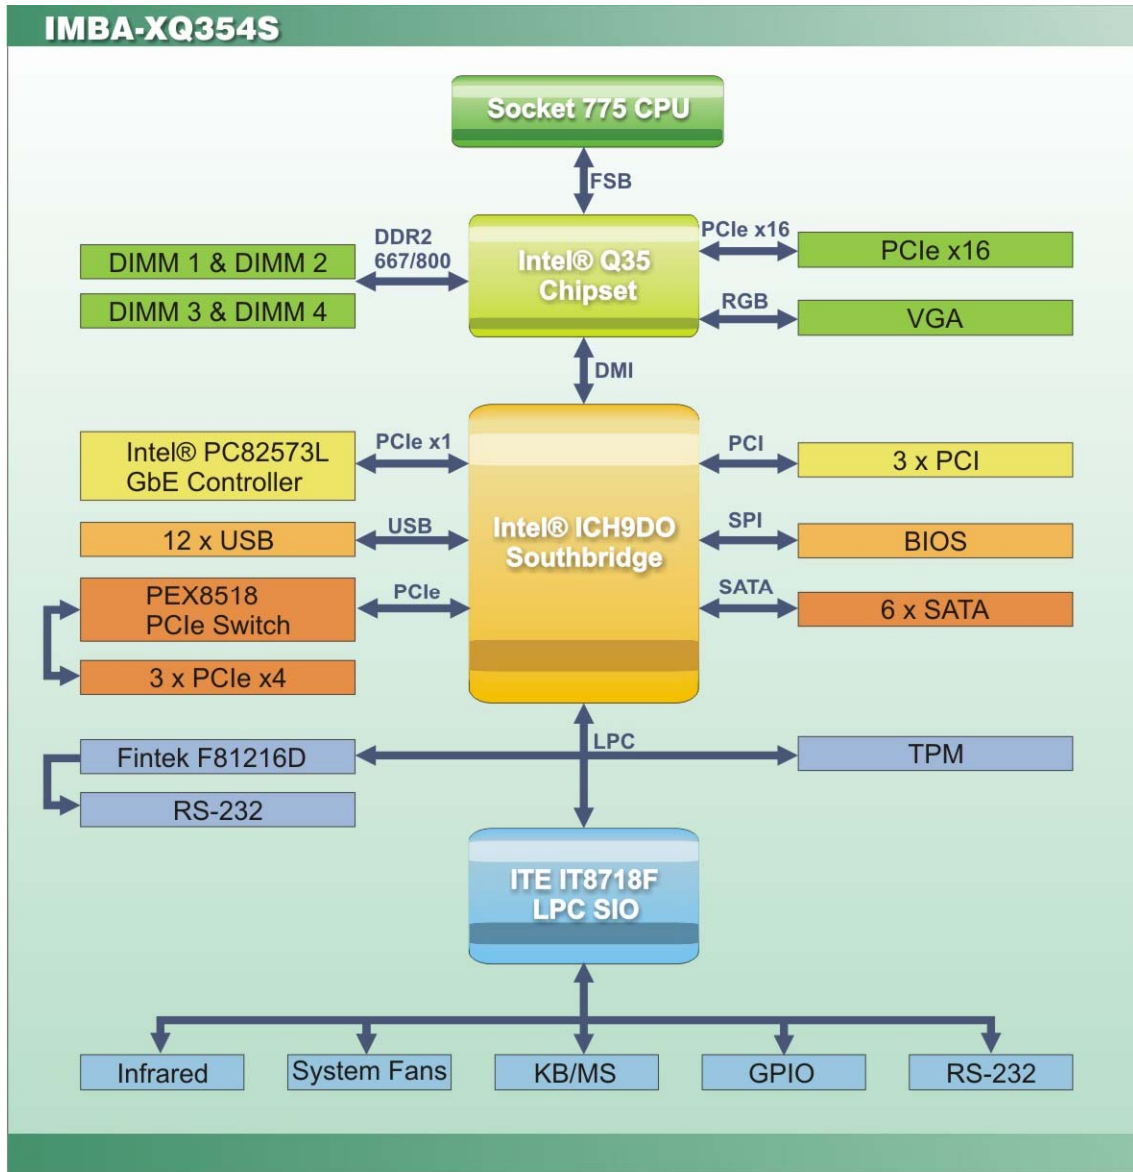 IMBA-XQ354S
Socket 775 CPU
FSB
DDR2
667/800
DIMM 1 & DIMM 2
DIMM 3 & DIMM 4
Intel® Q35
Chipset
PCIe x16
PCIe x16
RGB
VGA
DMI
Intel® PC82573L
GbE Controller
PCIe x1
12 x USB
USB
PEX8518
PCIe Switch
PCIe
3 x PCIe x4
Intel® ICH9DO
Southbridge
PCI
3 x PCI
SPI
BIOS
SATA
6 x SATA
LPC
Fintek F81216D
RS-232
TPM
ITE IT8718F
LPC SIO
Infrared
System Fans
KB/MS
GPIO
RS-232